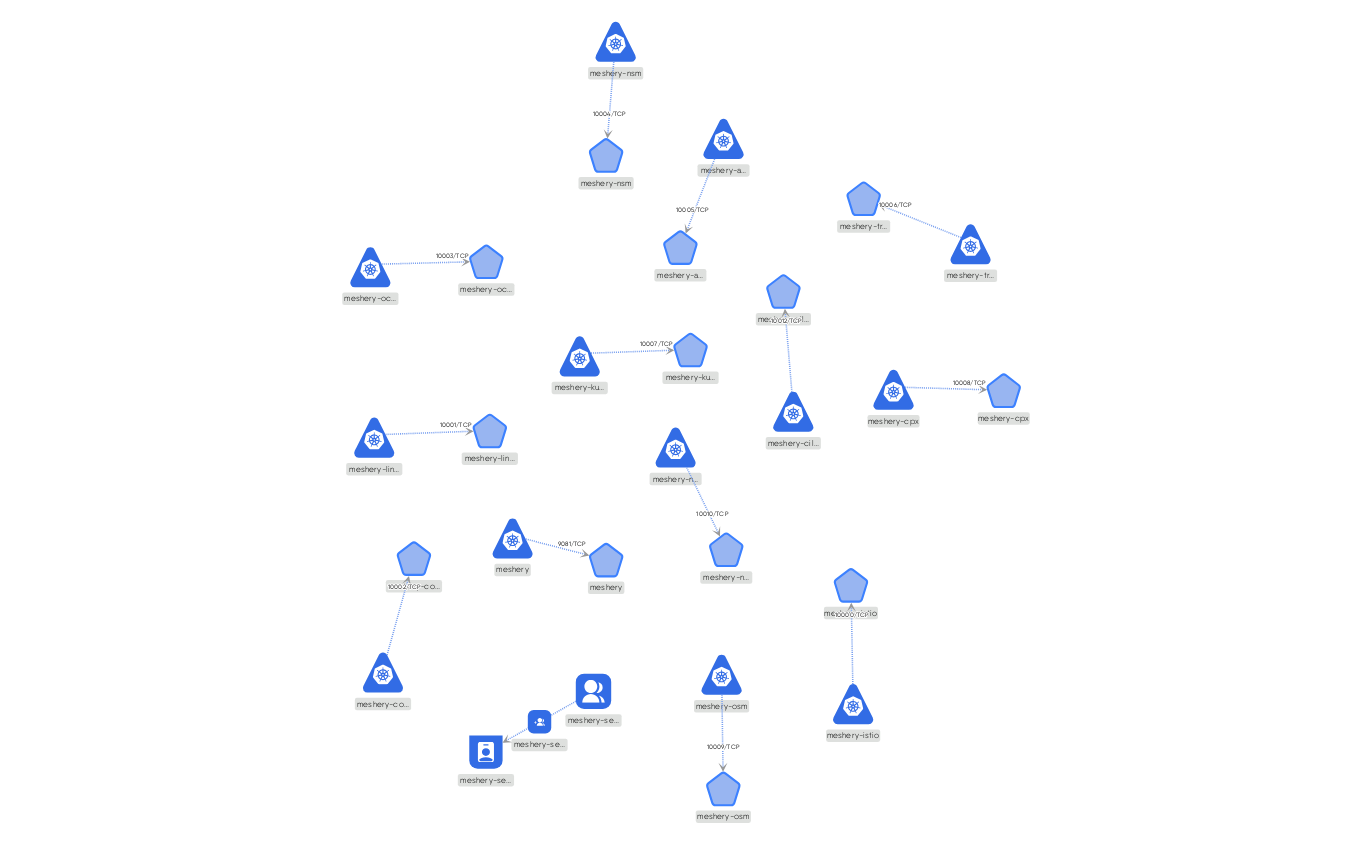 meshery-nsm
10004/TCP
meshery-nsm
meshery-a...
10005/TCP
meshery-a...
10006/TCP
meshery-tr...
meshery-tr...
10003/TCP
meshery-oc...
meshery-oc...
10012/TCP
meshery-cil...
10007/TCP
meshery-ku...
meshery-ku...
10008/TCP
meshery-cpx
meshery-cpx
10001/TCP
meshery-lin...
meshery-lin...
meshery-n...
10010/TCP
meshery-n...
9081/TCP
meshery
meshery
10002/TCP-co...
meshery-co...
10000/TCP
meshery-istio
meshery-se...
meshery-se...
meshery-se...
meshery-osm
10009/TCP
meshery-osm